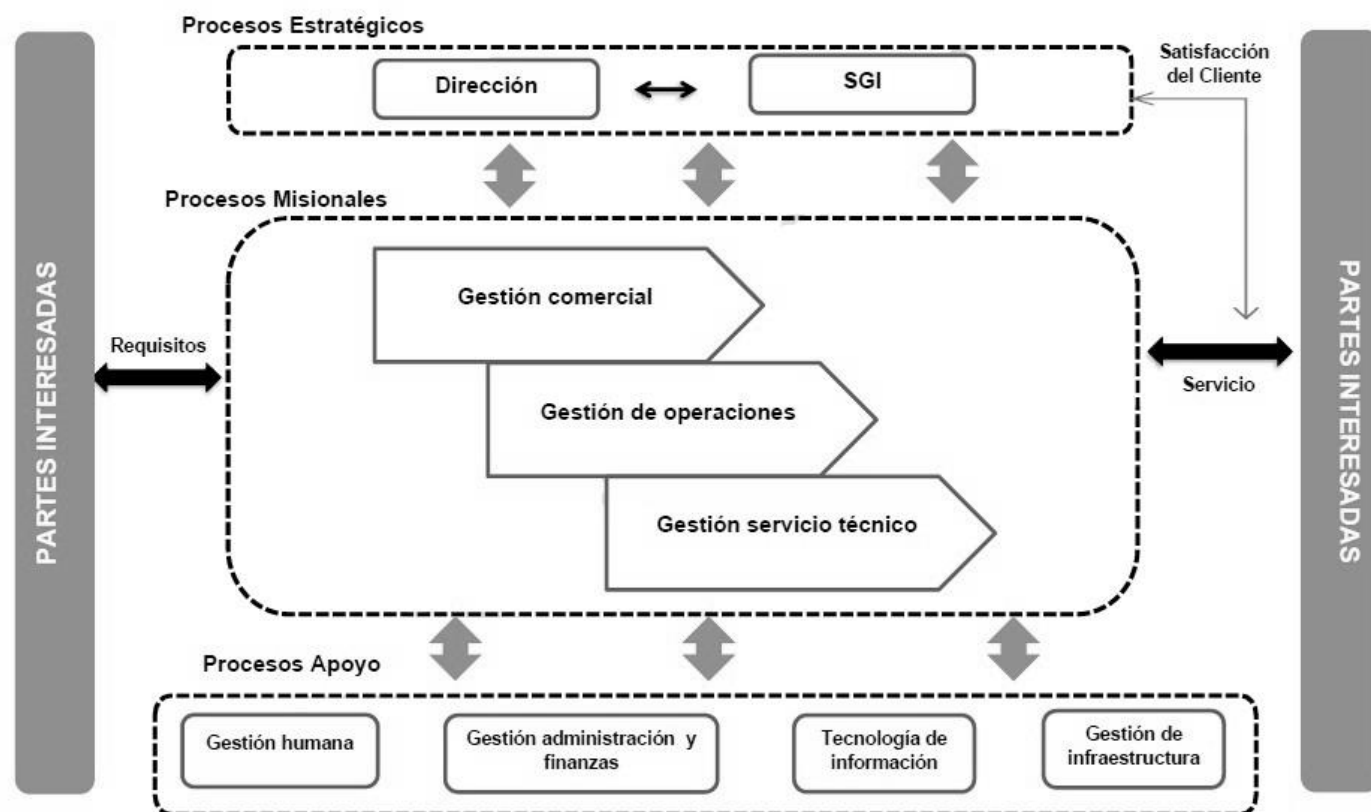 Procesos Estratégicos
Dirección
SGI
Satisfacción
del Cliente
Procesos Misionales
PARTES INTERESADAS
Requisitos
Gestión comercial
Gestión de operaciones
Gestión servicio técnico
Servicio
PARTES INTERESADAS
Procesos Apoyo
Gestión humana
Gestión administración y
finanzas
Tecnología de
información
Gestión de
infraestructura